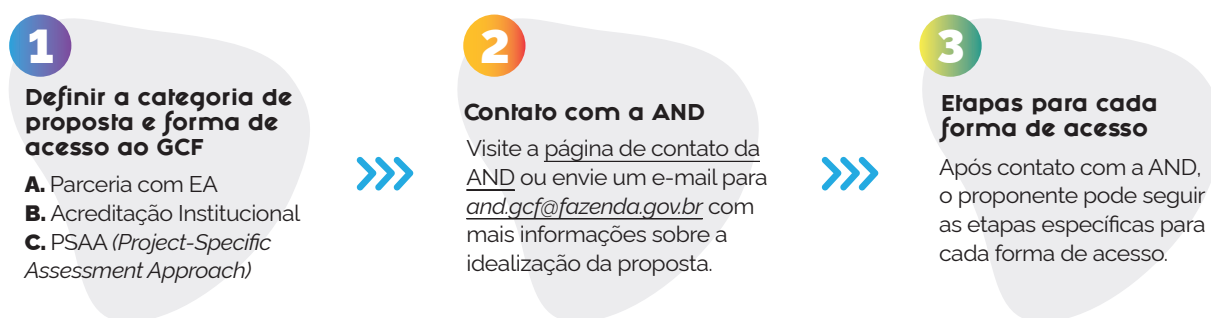 1
Definir a categoria de
proposta e forma de
acesso ao GCF
A. Parceria com EA
B. Acreditação Institucional
C. PSAA (Project-Specific
Assessment Approach)
2
Contato com a AND
Visite a página de contato da
AND ou envie um e-mail para
and.gcf@fazenda.gov.br com
mais informações sobre a
idealização da proposta.
3
Etapas para cada
forma de acesso
Após contato com a AND,
o proponente pode seguir
as etapas específicas para
cada forma de acesso.